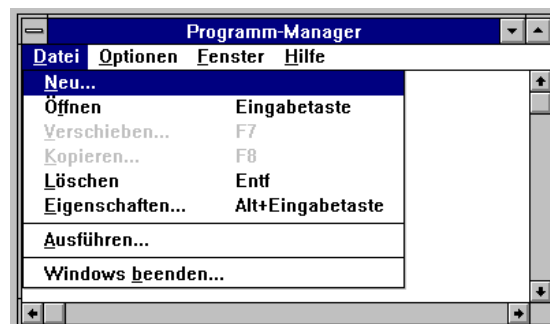 Programm-Manager
Datei Optionen Fenster Hilfe
Neu...
Öffnen Eingabetaste
Verschieben... F7
Kopieren... F8
Löschen Entf
Eigenschaften... Alt+Eingabetaste
Ausführen...
Windows beenden...